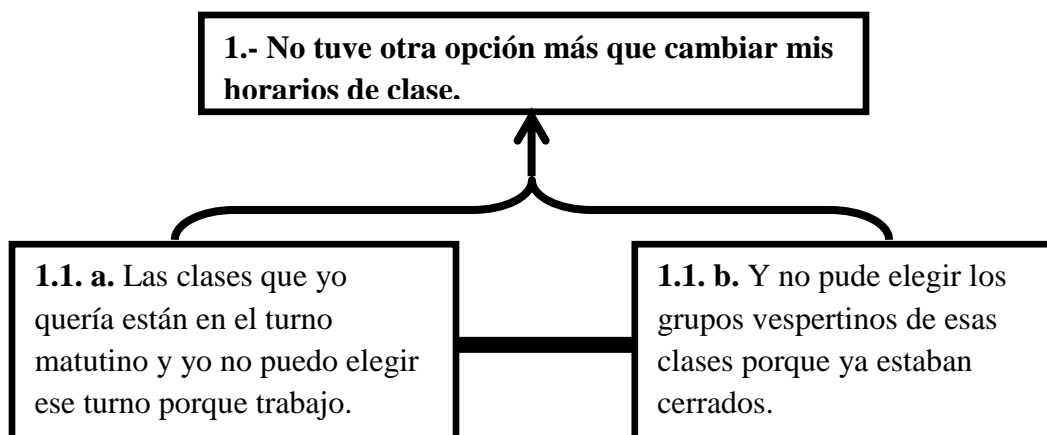 1.- No tuve otra opción más que cambiar mis
horarios de clase.
1.1. a. Las clases que yo
quería están en el turno
matutino y yo no puedo elegir
ese turno porque trabajo.
1.1. b. Y no pude elegir los
grupos vespertinos de esas
clases porque ya estaban
cerrados.